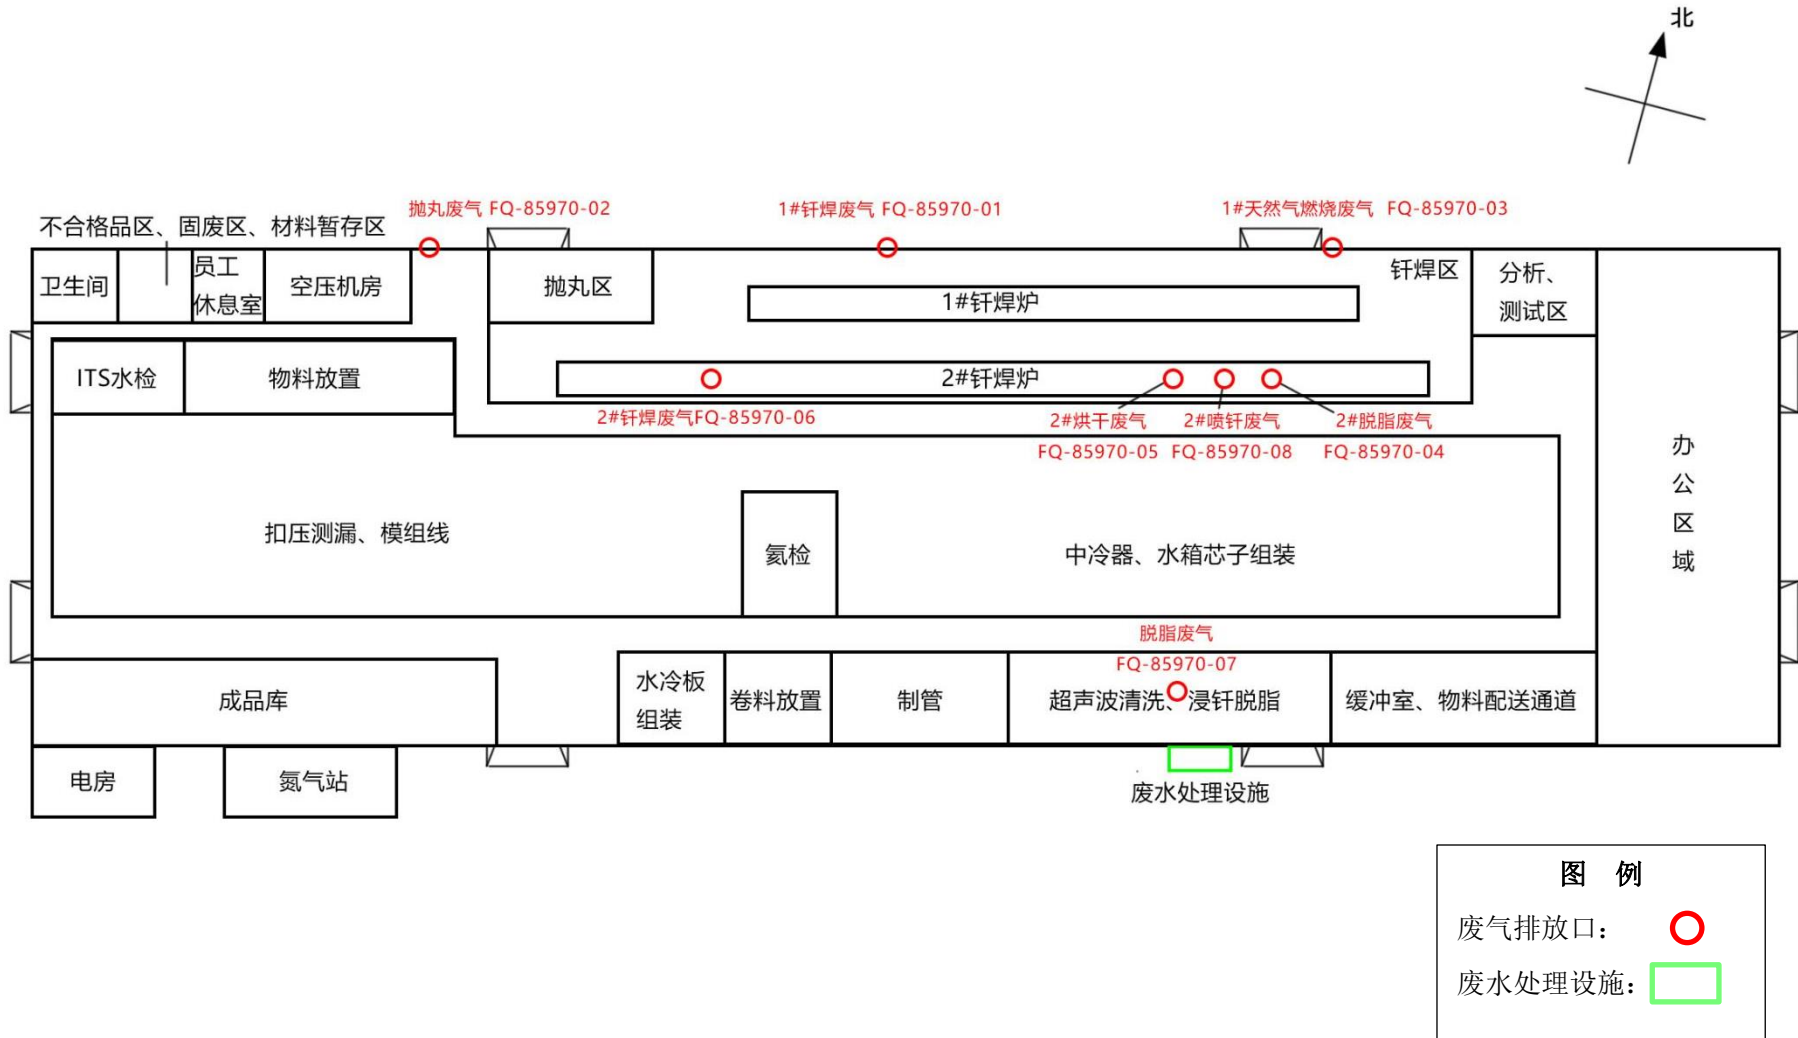 北
抛丸废气 FQ-85970-02
1#钎焊废气 FQ-85970-01
1#天然气燃烧废气 FQ-85970-03
不合格品区、固废区、材料暂存区
卫生间
员工
休息室
空压机房
抛丸区
1#钎焊炉
钎焊区
分析、
测试区
ITS水检
物料放置
2#钎焊炉
2#钎焊废气FQ-85970-06
2#烘干废气
FQ-85970-05
2#喷钎废气
FQ-85970-08
2#脱脂废气
FQ-85970-04
办
公
区
域
扣压测漏、模组线
氦检
中冷器、水箱芯子组装
脱脂废气
FQ-85970-07
成品库
水冷板
组装
卷料放置
制管
超声波清洗、浸钎脱脂
缓冲室、物料配送通道
电房
氮气站
废水处理设施
图 例
废气排放口：
废水处理设施：